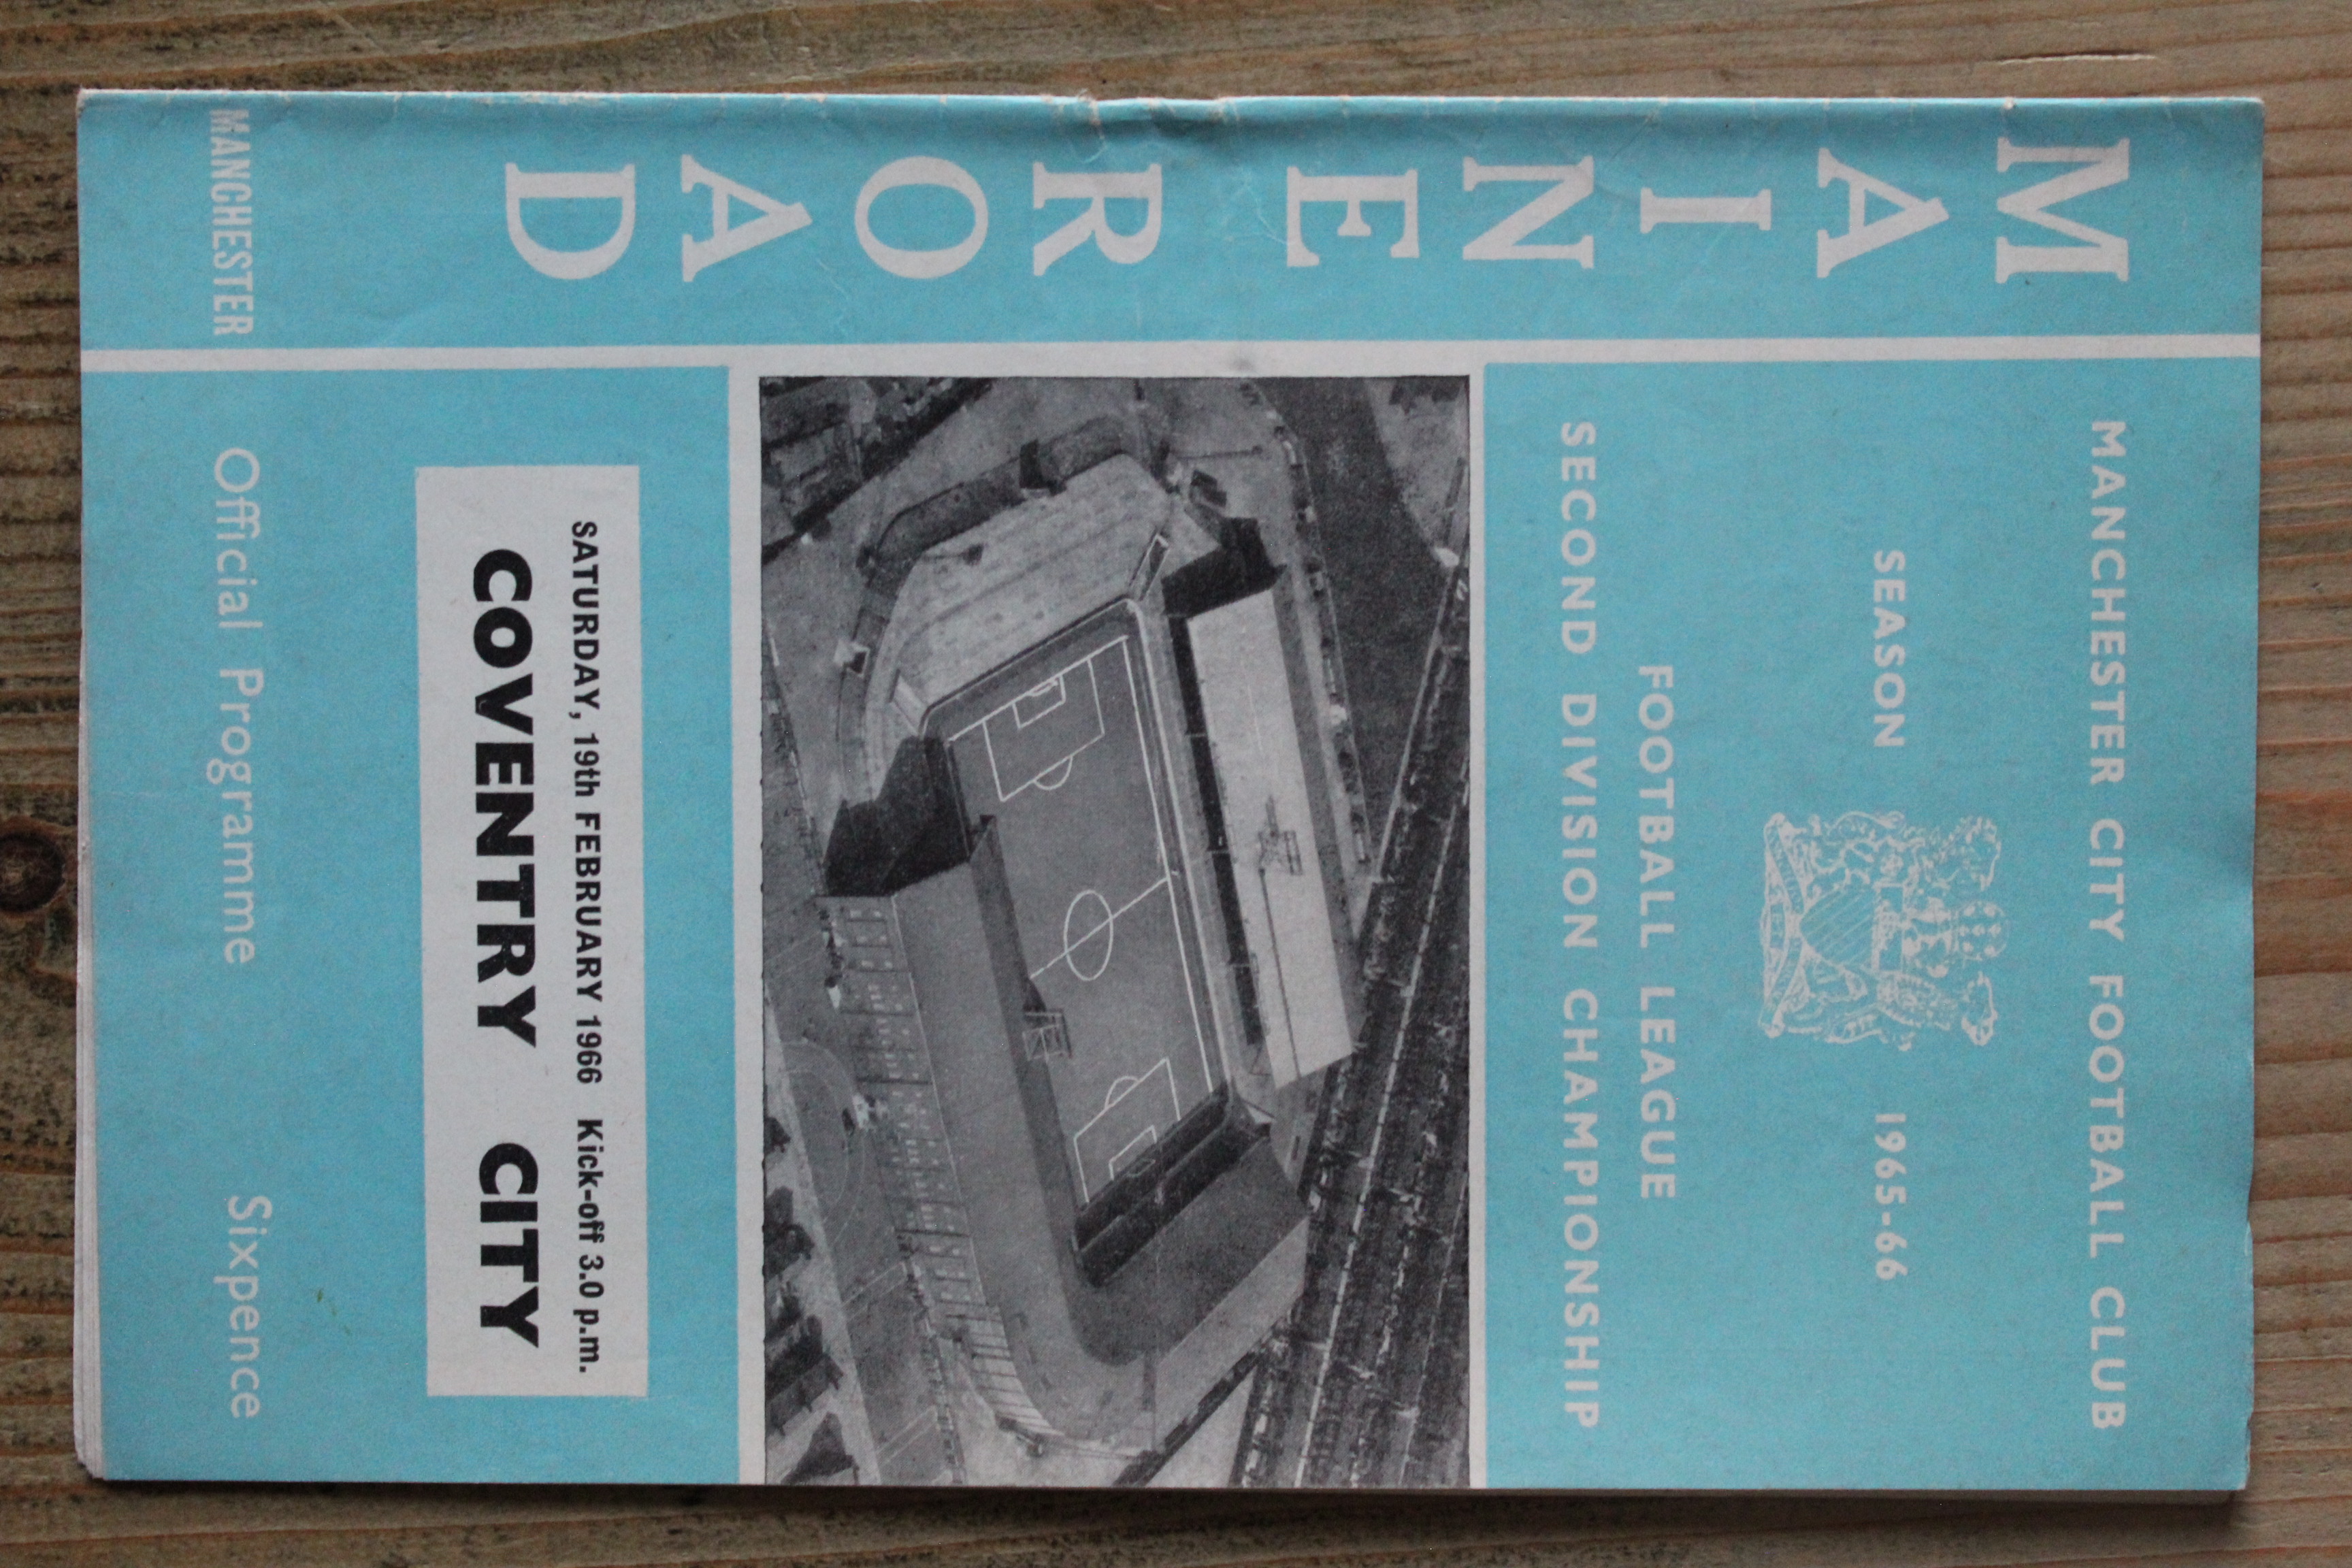 MAINE ROAD
MANCHESTER
MANCHESTER CITY FOOTBALL CLUB
SEASON 1965-66
FOOTBALL LEAGUE
SECOND DIVISION CHAMPIONSHIP
SATURDAY, 19th FEBRUARY 1966 Kick-off 3.0 p.m.
COVENTRY CITY
Official Programme Sixpence